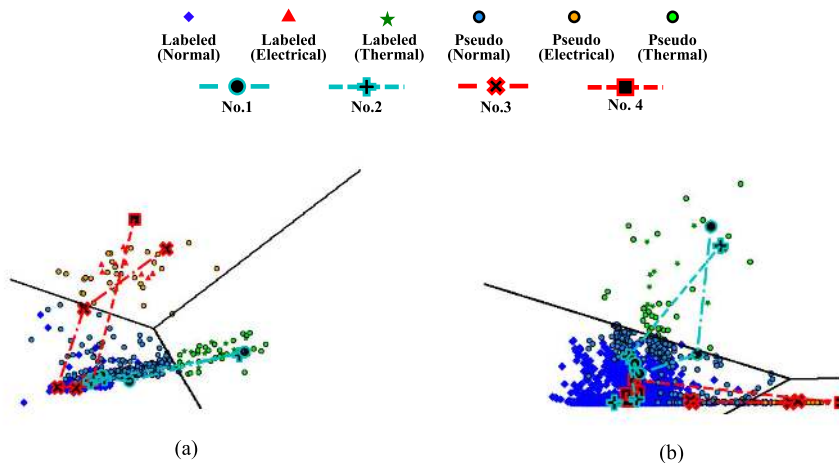 Labeled Labeled Labeled Pseudo Pseudo Pseudo
(Normal) (Electrical) (Thermal) (Normal) (Electrical) (Thermal)
No.1 No.2 No.3 No. 4
(a) (b)